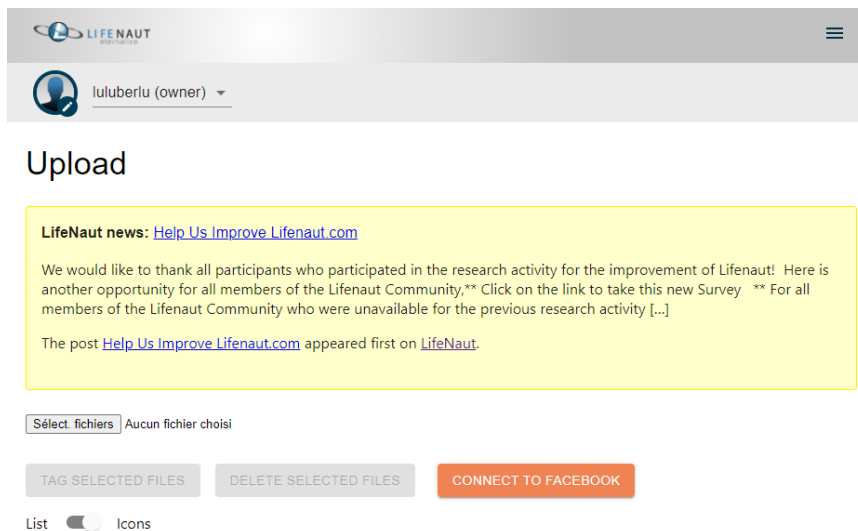 LIFENAUT
eternalize
luluberlu (owner)
Upload
LifeNaut news: Help Us Improve Lifenaut.com
We would like to thank all participants who participated in the research activity for the improvement of Lifenaut!  Here is
another opportunity for all members of the Lifenaut Community,** Click on the link to take this new Survey   ** For all
members of the Lifenaut Community who were unavailable for the previous research activity [...]
The post Help Us Improve Lifenaut.com appeared first on LifeNaut.
Sélect. fichiers Aucun fichier choisi
TAG SELECTED FILES DELETE SELECTED FILES CONNECT TO FACEBOOK
List Icons